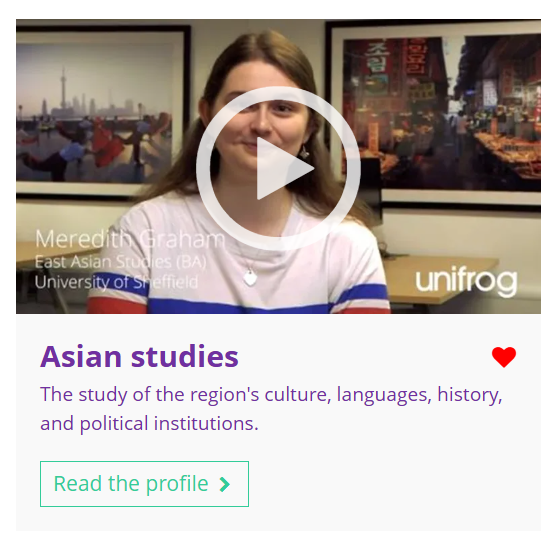 Meredith Graham
East Asian Studies (BA)
University of Sheffield
unifrog
Asian studies
The study of the region's culture, languages, history,
and political institutions.
Read the profile